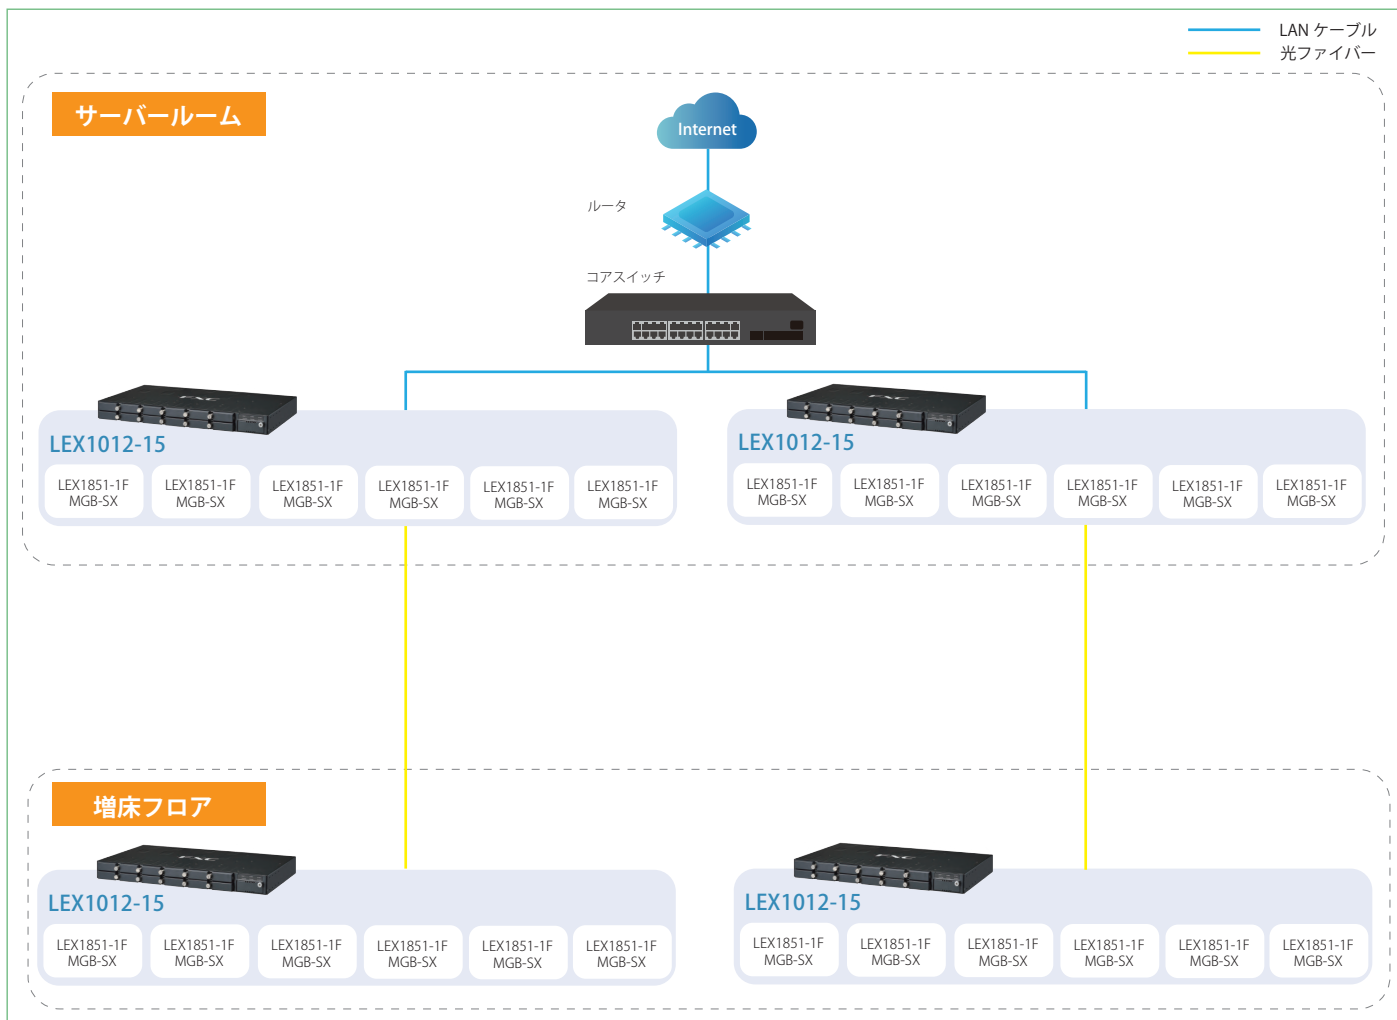 LAN ケーブル
光ファイバー
サーバールーム
Internet
ルータ
コアスイッチ
FXC
LEX1012-15
LEX1851-1F
MGB-SX
LEX1851-1F
MGB-SX
LEX1851-1F
MGB-SX
LEX1851-1F
MGB-SX
LEX1851-1F
MGB-SX
LEX1851-1F
MGB-SX
FXC
LEX1012-15
LEX1851-1F
MGB-SX
LEX1851-1F
MGB-SX
LEX1851-1F
MGB-SX
LEX1851-1F
MGB-SX
LEX1851-1F
MGB-SX
LEX1851-1F
MGB-SX
増床フロア
FXC
LEX1012-15
LEX1851-1F
MGB-SX
LEX1851-1F
MGB-SX
LEX1851-1F
MGB-SX
LEX1851-1F
MGB-SX
LEX1851-1F
MGB-SX
LEX1851-1F
MGB-SX
FXC
LEX1012-15
LEX1851-1F
MGB-SX
LEX1851-1F
MGB-SX
LEX1851-1F
MGB-SX
LEX1851-1F
MGB-SX
LEX1851-1F
MGB-SX
LEX1851-1F
MGB-SX